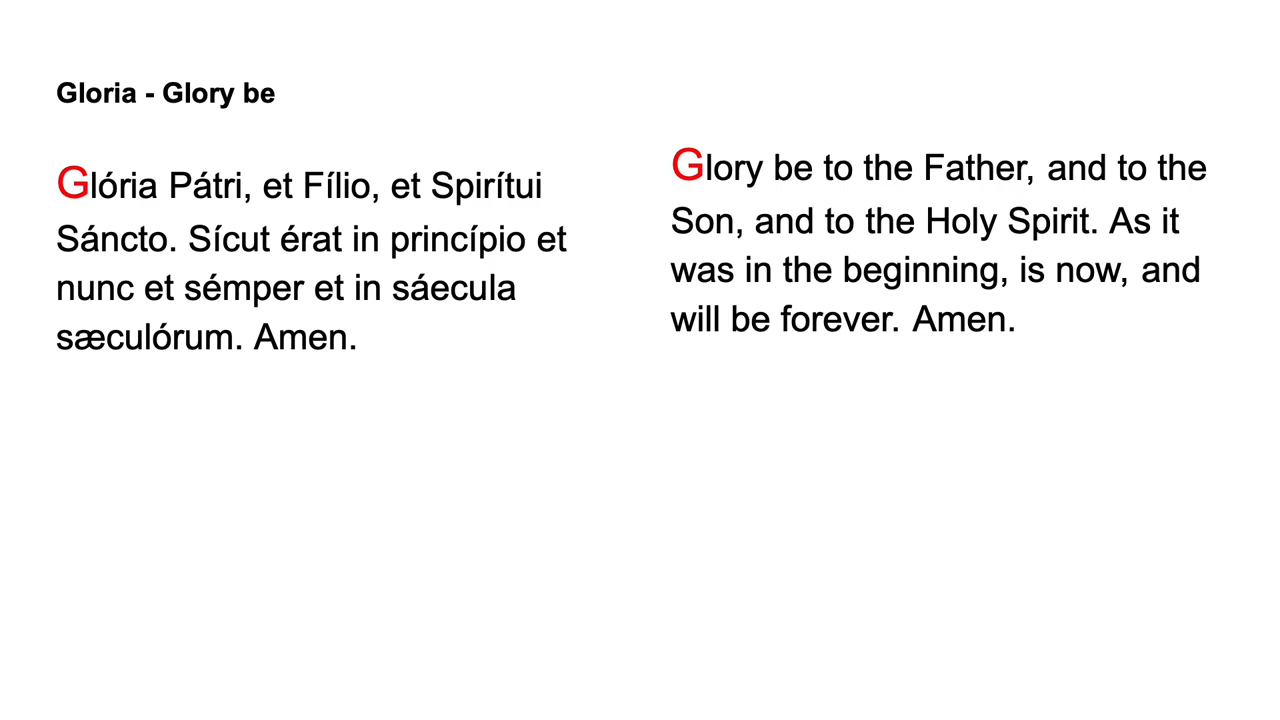 Gloria - Glory be
Glória Pátri, et Fílio, et Spirítui
Sáncto. Sícut érat in princípio et
nunc et sémper et in sáecula
sæculórum. Amen.
Glory be to the Father, and to the
Son, and to the Holy Spirit. As it
was in the beginning, is now, and
will be forever. Amen.